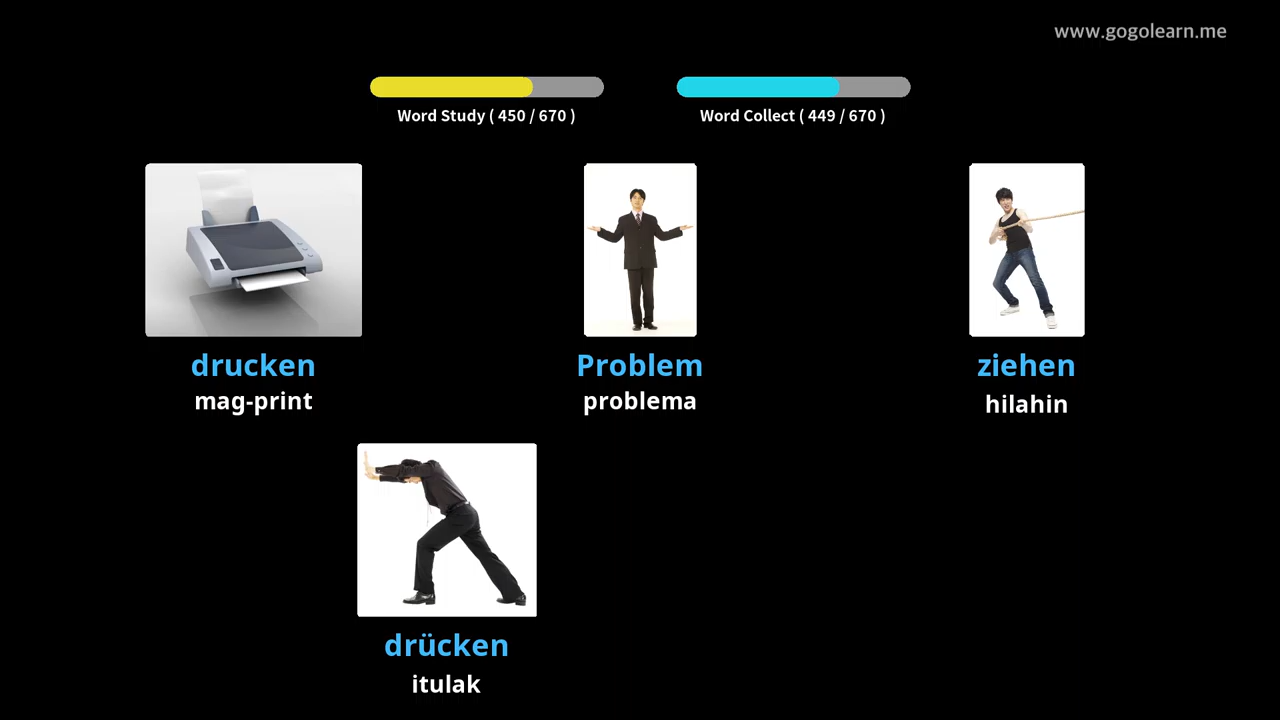 www.gogolearn.me
Word Study ( 450 / 670 )
Word Collect ( 449 / 670 )
drucken
mag-print
Problem
problema
ziehen
hilahin
drücken
itulak